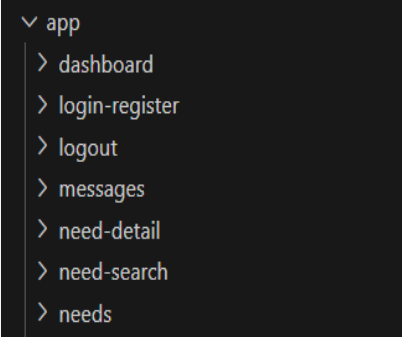 app
dashboard
login-register
logout
messages
need-detail
need-search
needs